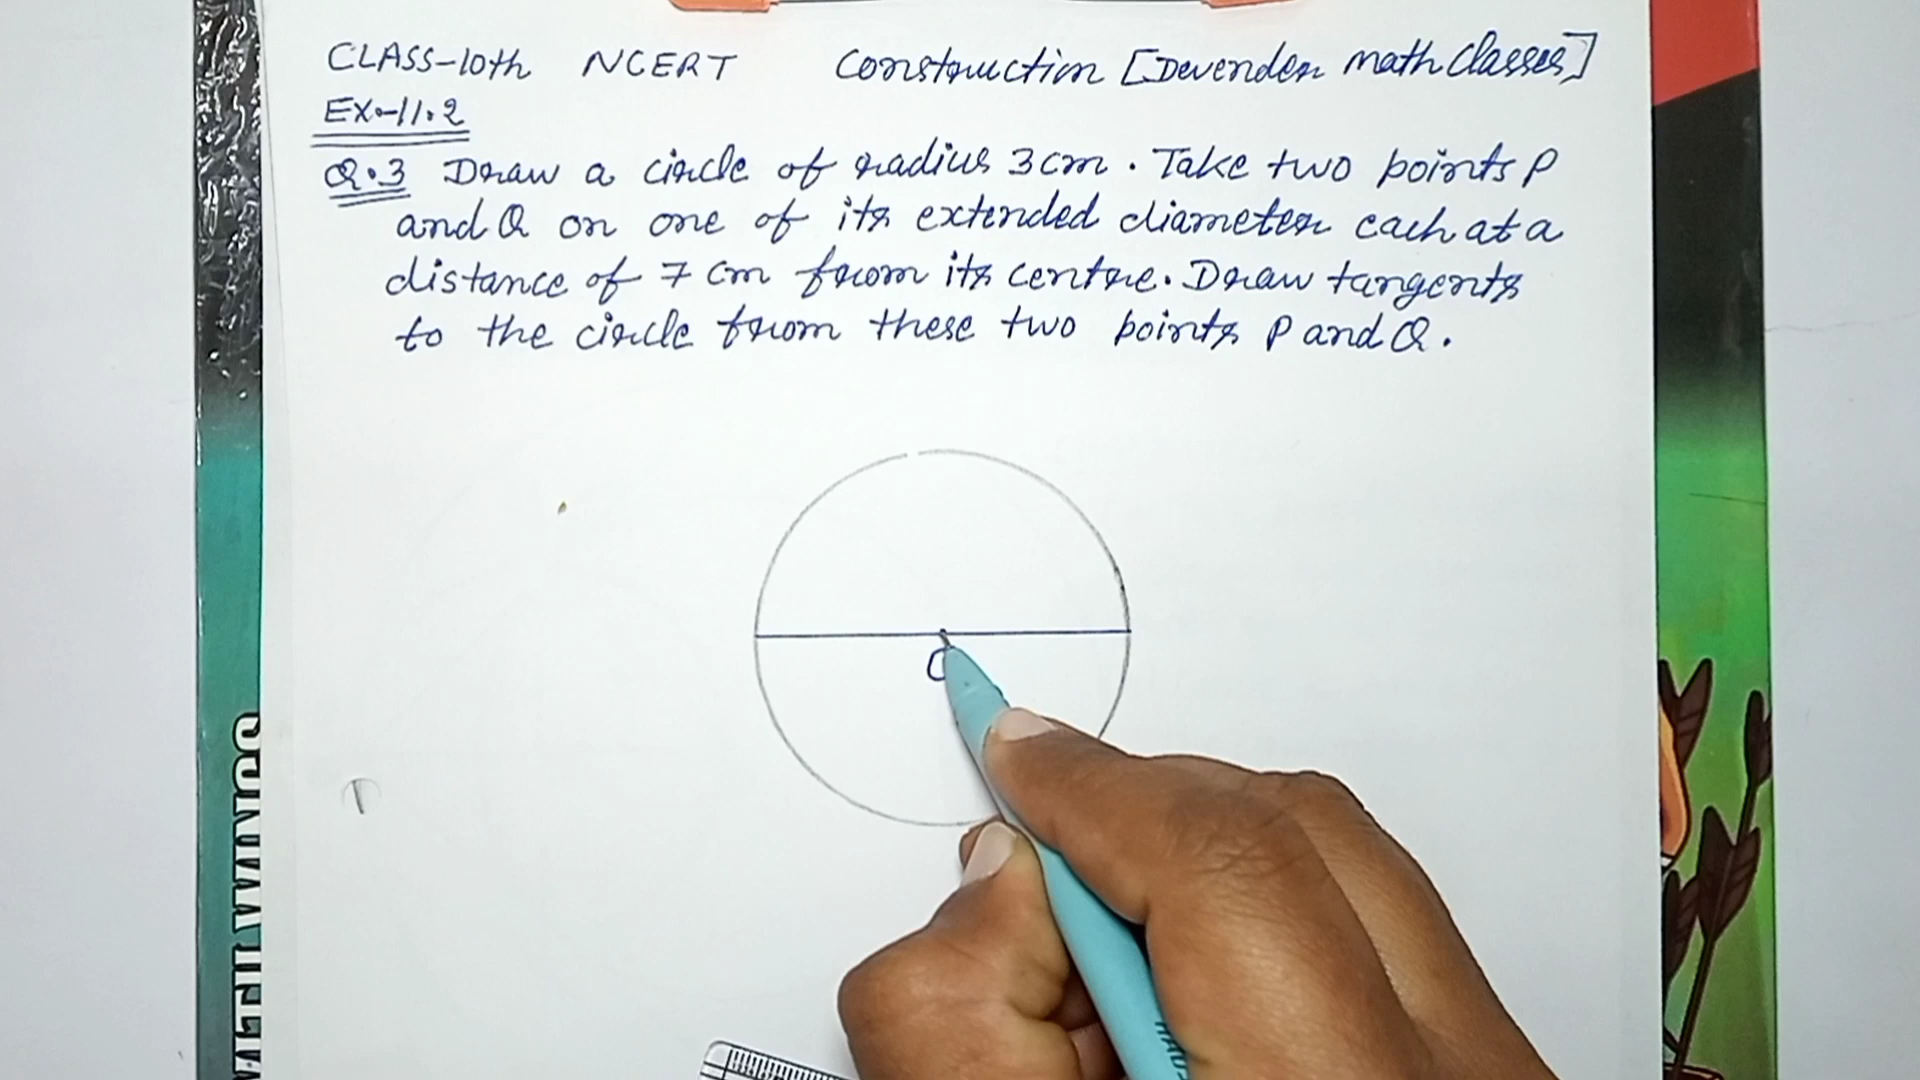 CLASS-10th NCERT Construction [Devender math Classes]
EX.-11.2
Q.3 Draw a circle of radius 3 cm. Take two points P
and Q on one of its extended diameter each at a
distance of 7 cm from its centre. Draw tangents
to the circle from these two points P and Q.
O